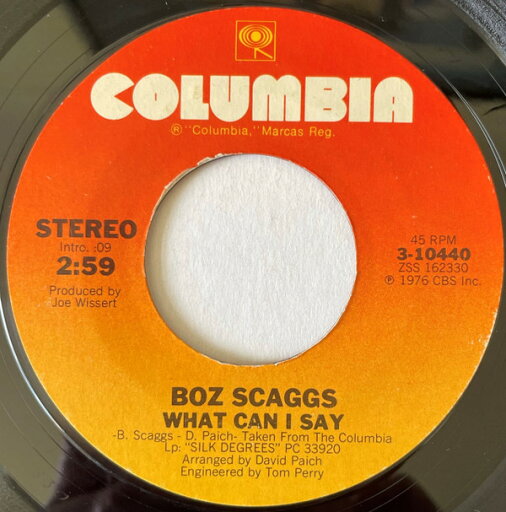 COLUMBIA
® "Columbia," Marcas Reg.
STEREO
Intro. :09
2:59
Produced by
Joe Wissert
45 RPM
3-10440
ZSS 162330
℗ 1976 CBS Inc.
BOZ SCAGGS
WHAT CAN I SAY
-B. Scaggs - D. Paich- Taken From The Columbia
Lp: "SILK DEGREES" PC 33920
Arranged by David Paich
Engineered by Tom Perry